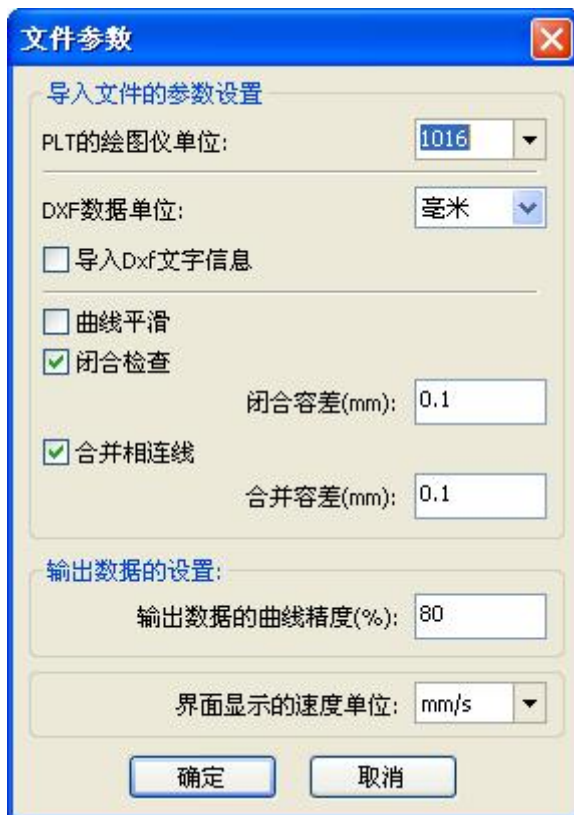 文件参数
导入文件的参数设置
PLT的绘图仪单位: 1016
DXF数据单位: 毫米
导入Dxf文字信息
曲线平滑
闭合检查
闭合容差(mm): 0.1
合并相连线
合并容差(mm): 0.1
输出数据的设置:
输出数据的曲线精度(%): 80
界面显示的速度单位: mm/s
确定 取消